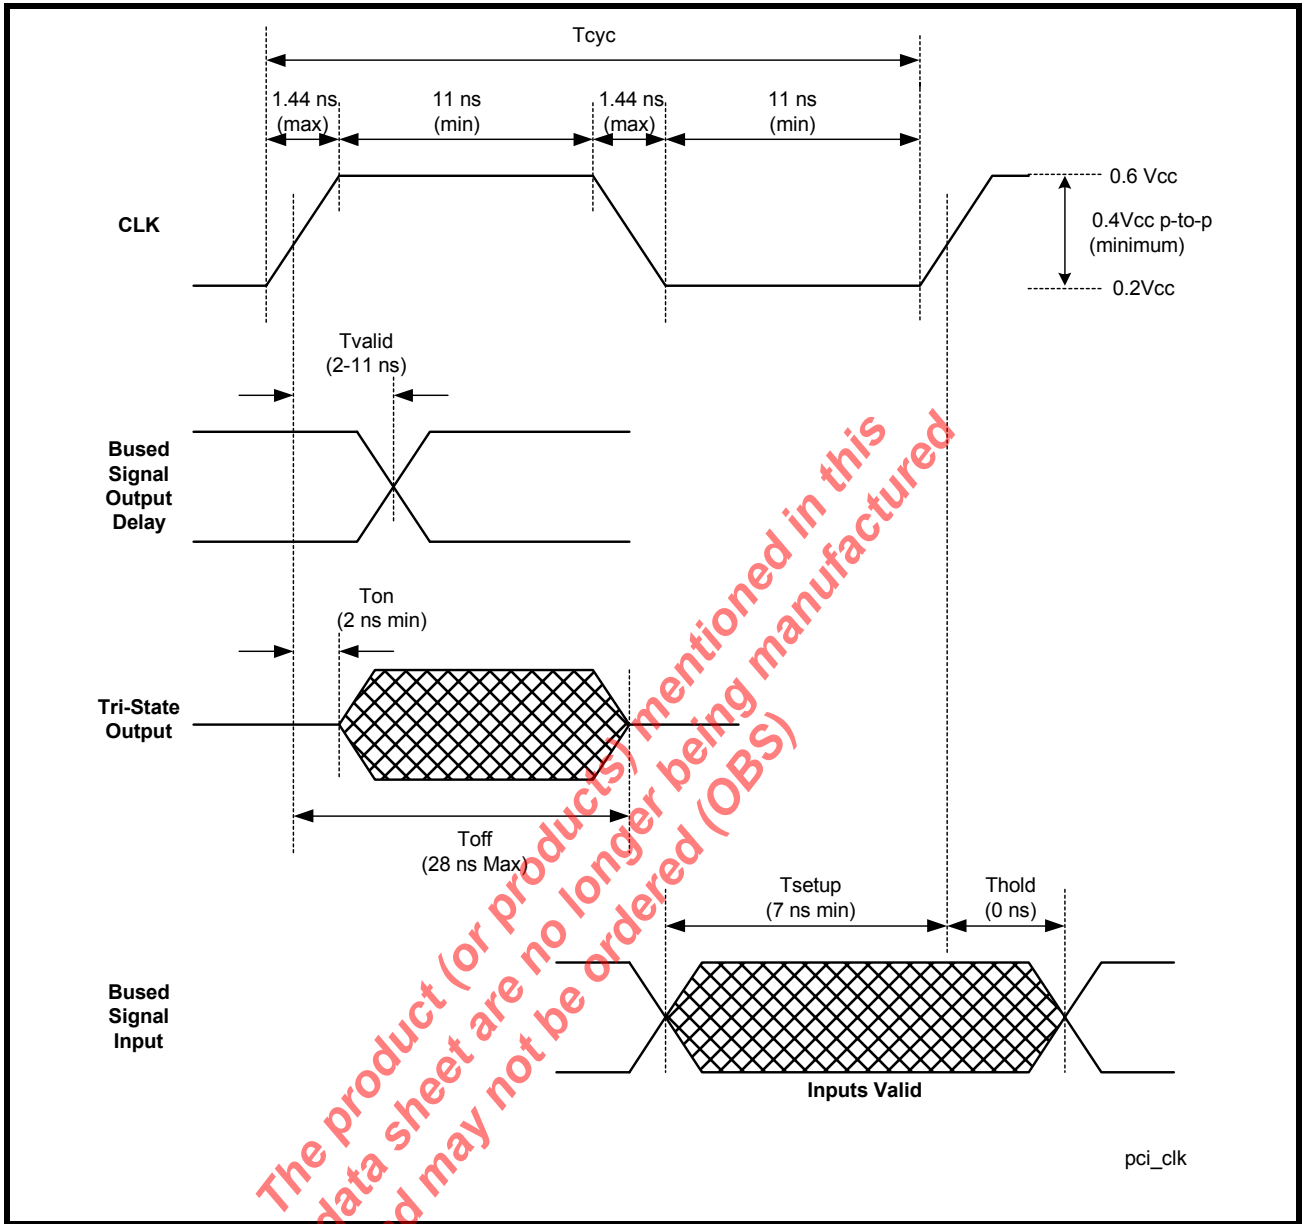 Tcyc
1.44 ns
(max)
11 ns
(min)
1.44 ns
(max)
11 ns
(min)
CLK
0.6 Vcc
0.4Vcc p-to-p
(minimum)
0.2Vcc
Tvalid
(2-11 ns)
Bused
Signal
Output
Delay
Ton
(2 ns min)
Tri-State
Output
Toff
(28 ns Max)
Tsetup
(7 ns min)
Thold
(0 ns)
Bused
Signal
Input
Inputs Valid
pci_clk
The product (or products) mentioned in this
data sheet are no longer being manufactured
may not be ordered (OBS)